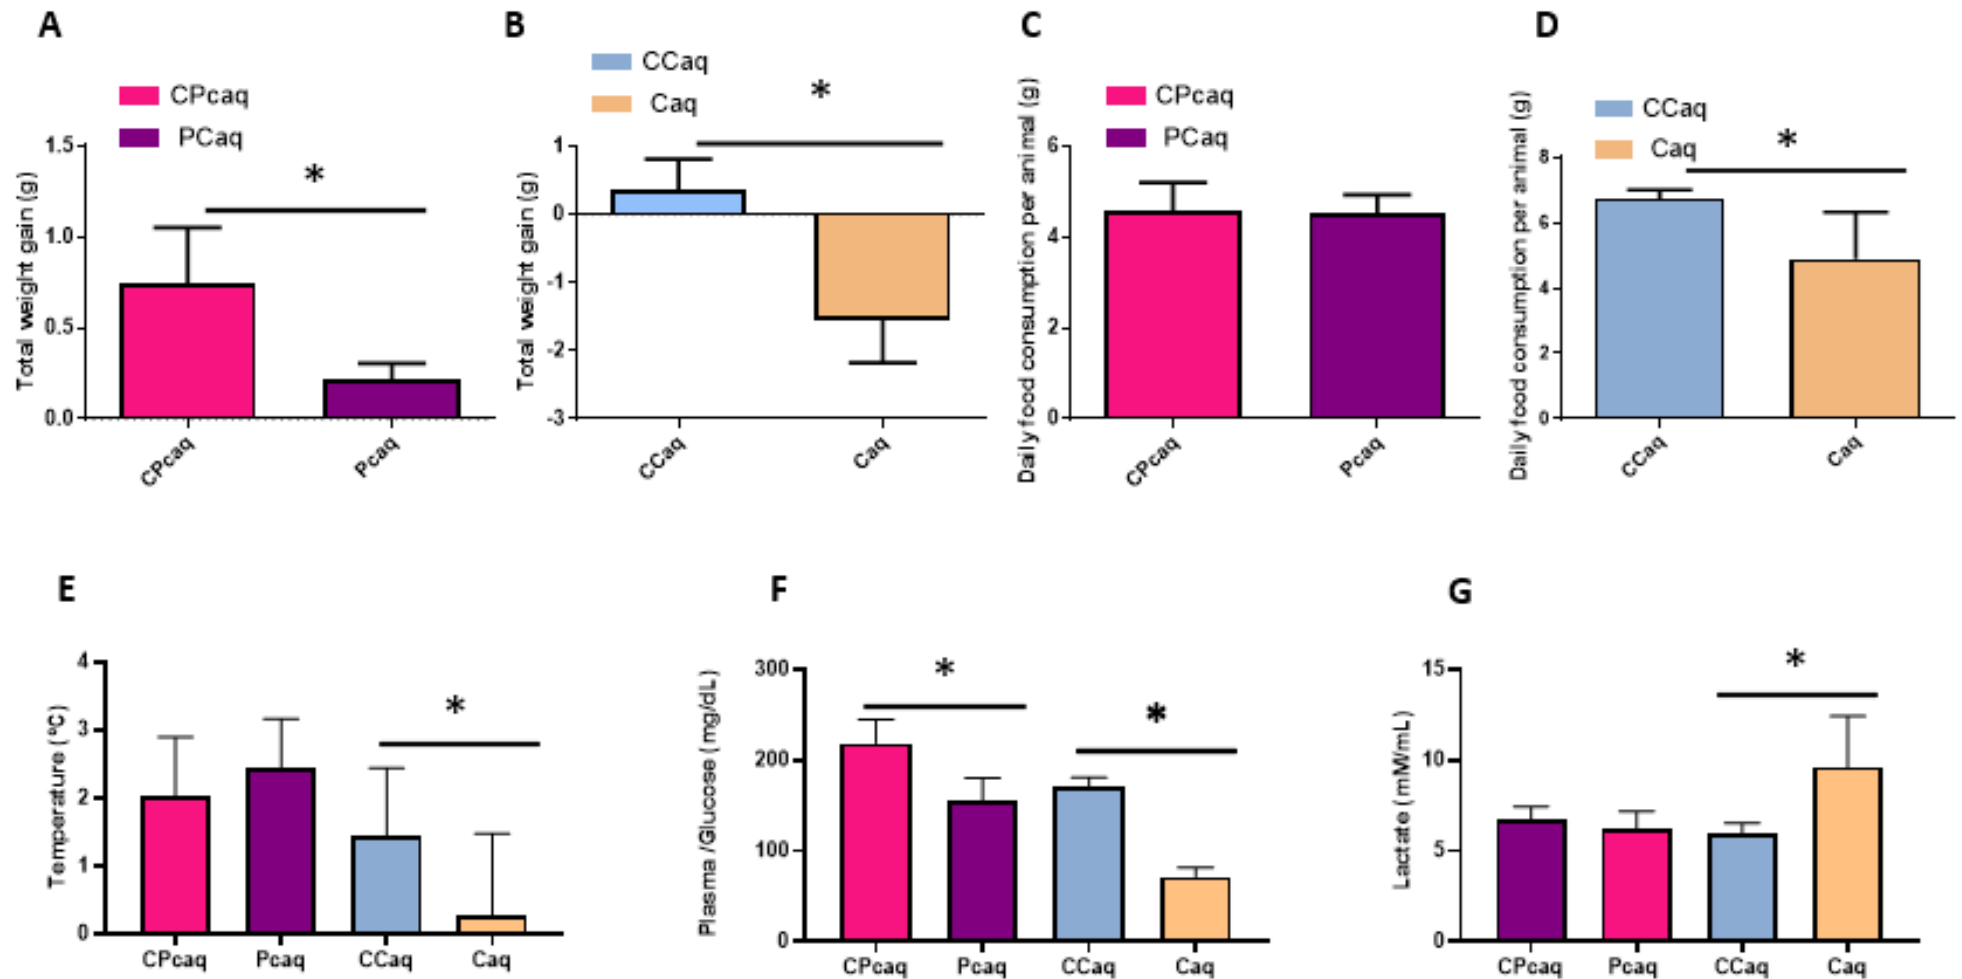 A
CPcaq
PCaq
*
Total weight gain (g)
1.5
1.0
0.5
0.0
CPcaq
Pcaq
B
CCaq
Caq
*
Total weight gain (g)
1
0
-1
-2
-3
CCaq
Caq
C
CPcaq
PCaq
Daily food consumption per animal (g)
6
4
2
0
CPcaq
Pcaq
D
CCaq
Caq
*
Daily food consumption per animal (g)
8
6
4
2
0
CCaq
Caq
E
*
Temperature (ºC)
4
3
2
1
0
CPcaq
Pcaq
CCaq
Caq
F
*
*
Plasma /Glucose (mg/dL)
300
200
100
0
CPcaq
Pcaq
CCaq
Caq
G
*
Lactate (mM/mL)
15
10
5
0
CPcaq
Pcaq
CCaq
Caq